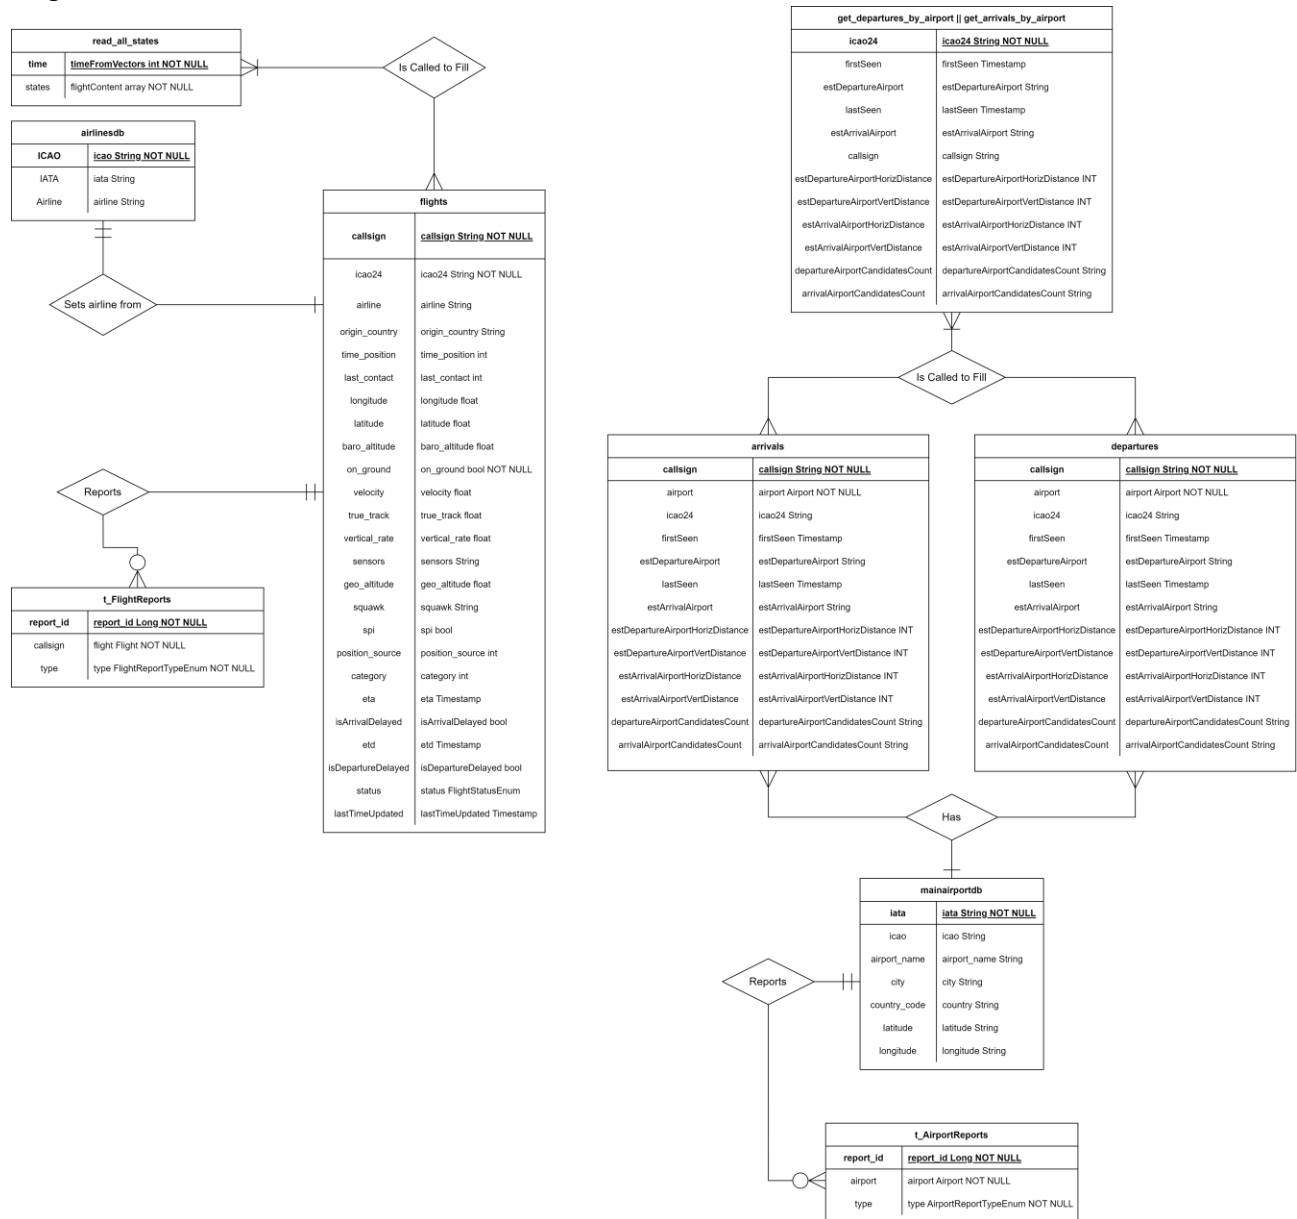 read_all_states
time timeFromVectors int NOT NULL
states flightContent array NOT NULL
Is Called to Fill
airlinesdb
ICAO icao String NOT NULL
IATA iata String
Airline airline String
Sets airline from
flights
callsign callsign String NOT NULL
icao24 icao24 String NOT NULL
airline airline String
origin_country origin_country String
time_position time_position int
last_contact last_contact int
longitude longitude float
latitude latitude float
baro_altitude baro_altitude float
on_ground on_ground bool NOT NULL
velocity velocity float
true_track true_track float
vertical_rate vertical_rate float
sensors sensors String
geo_altitude geo_altitude float
squawk squawk String
spi spi bool
position_source position_source int
category category int
eta eta Timestamp
isArrivalDelayed isArrivalDelayed bool
etd etd Timestamp
isDepartureDelayed isDepartureDelayed bool
status status FlightStatusEnum
lastTimeUpdated lastTimeUpdated Timestamp
Reports
t_FlightReports
report_id report_id Long NOT NULL
callsign flight Flight NOT NULL
type type FlightReportTypeEnum NOT NULL
get_departures_by_airport || get_arrivals_by_airport
icao24 icao24 String NOT NULL
firstSeen firstSeen Timestamp
estDepartureAirport estDepartureAirport String
lastSeen lastSeen Timestamp
estArrivalAirport estArrivalAirport String
callsign callsign String
estDepartureAirportHorizDistance estDepartureAirportHorizDistance INT
estDepartureAirportVertDistance estDepartureAirportVertDistance INT
estArrivalAirportHorizDistance estArrivalAirportHorizDistance INT
estArrivalAirportVertDistance estArrivalAirportVertDistance INT
departureAirportCandidatesCount departureAirportCandidatesCount String
arrivalAirportCandidatesCount arrivalAirportCandidatesCount String
Is Called to Fill
arrivals
callsign callsign String NOT NULL
airport airport Airport NOT NULL
icao24 icao24 String
firstSeen firstSeen Timestamp
estDepartureAirport estDepartureAirport String
lastSeen lastSeen Timestamp
estArrivalAirport estArrivalAirport String
estDepartureAirportHorizDistance estDepartureAirportHorizDistance INT
estDepartureAirportVertDistance estDepartureAirportVertDistance INT
estArrivalAirportHorizDistance estArrivalAirportHorizDistance INT
estArrivalAirportVertDistance estArrivalAirportVertDistance INT
departureAirportCandidatesCount departureAirportCandidatesCount String
arrivalAirportCandidatesCount arrivalAirportCandidatesCount String
departures
callsign callsign String NOT NULL
airport airport Airport NOT NULL
icao24 icao24 String
firstSeen firstSeen Timestamp
estDepartureAirport estDepartureAirport String
lastSeen lastSeen Timestamp
estArrivalAirport estArrivalAirport String
estDepartureAirportHorizDistance estDepartureAirportHorizDistance INT
estDepartureAirportVertDistance estDepartureAirportVertDistance INT
estArrivalAirportHorizDistance estArrivalAirportHorizDistance INT
estArrivalAirportVertDistance estArrivalAirportVertDistance INT
departureAirportCandidatesCount departureAirportCandidatesCount String
arrivalAirportCandidatesCount arrivalAirportCandidatesCount String
Has
mainairportdb
iata iata String NOT NULL
icao icao String
airport_name airport_name String
city city String
country_code country String
latitude latitude String
longitude longitude String
Reports
t_AirportReports
report_id report_id Long NOT NULL
airport airport Airport NOT NULL
type type AirportReportTypeEnum NOT NULL